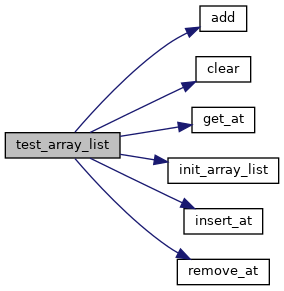 add
clear
get_at
test_array_list
init_array_list
insert_at
remove_at